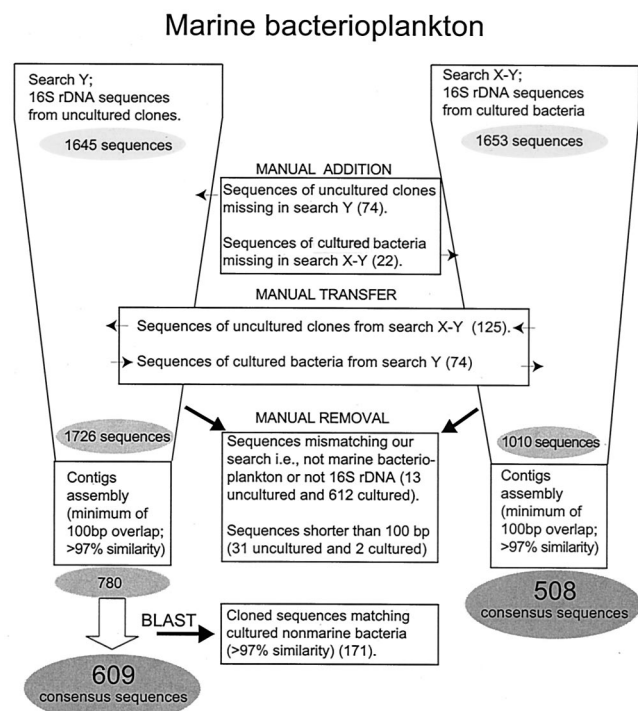 Marine bacterioplankton
Search Y;
16S rDNA sequences
from uncultured clones.
1645 sequences
Search X-Y;
16S rDNA sequences
from cultured bacteria
1653 sequences
MANUAL ADDITION
Sequences of uncultured clones
missing in search Y (74).
Sequences of cultured bacteria
missing in search X-Y (22).
MANUAL TRANSFER
Sequences of uncultured clones from search X-Y (125).
Sequences of cultured bacteria from search Y (74)
MANUAL REMOVAL
Sequences mismatching our
search i.e., not marine bacterio-
plankton or not 16S rDNA (13
uncultured and 612 cultured).
Sequences shorter than 100 bp
(31 uncultured and 2 cultured)
1726 sequences
Contigs
assembly
(minimum of
100bp overlap;
>97% similarity)
780
1010 sequences
Contigs
assembly
(minimum of
100bp overlap;
>97% similarity)
508
consensus sequences
BLAST
Cloned sequences matching
cultured nonmarine bacteria
(>97% similarity) (171).
609
consensus sequences